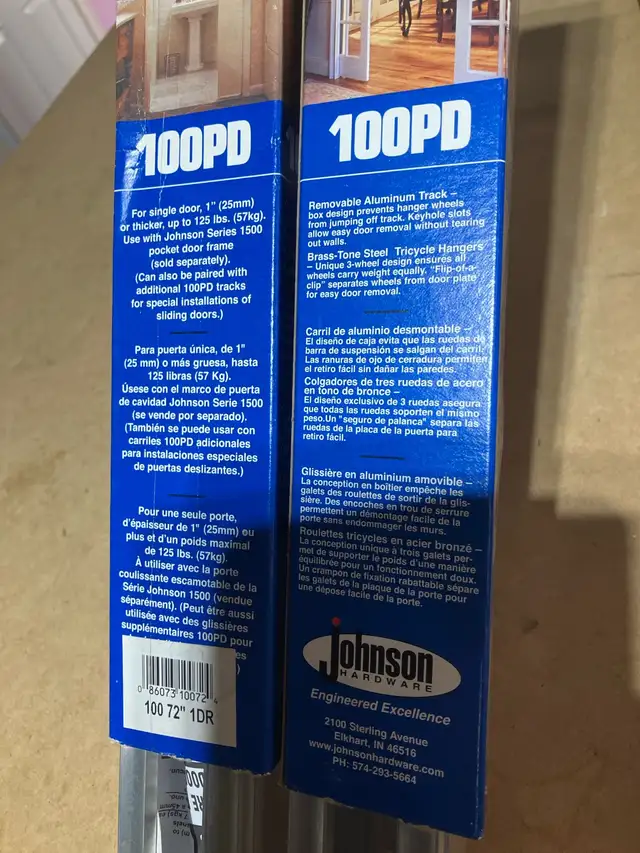 100PD
For single door, 1" (25mm)
or thicker, up to 125 lbs. (57kg).
Use with Johnson Series 1500
pocket door frame
(sold separately).
(Can also be paired with
additional 100PD tracks
for special installations of
sliding doors.)
Para puerta única, de 1"
(25 mm) o más gruesa, hasta
125 libras (57 Kg).
Úsese con el marco de puerta
de cavidad Johnson Serie 1500
(se vende por separado).
(También se puede usar con
carriles 100PD adicionales
para instalaciones especiales
de puertas deslizantes.)
Pour une seule porte,
d'épaisseur de 1" (25mm) ou
plus et d'un poids maximal
de 125 lbs. (57kg).
À utiliser avec la porte
coulissante escamotable de la
Série Johnson 1500 (vendue
séparément). (Peut être aussi
utilisée avec des glissières
supplémentaires 100PD pour
es
)
0 86073 10072 4
100 72" 1DR
100PD
Removable Aluminum Track –
box design prevents hanger wheels
from jumping off track. Keyhole slots
allow easy door removal without tearing
out walls.
Brass-Tone Steel Tricycle Hangers
– Unique 3-wheel design ensures all
wheels carry weight equally. "Flip-of-a-
clip" separates wheels from door plate
for easy door removal.
Carril de aluminio desmontable –
El diseño de caja evita que las ruedas de
barra de suspensión se salgan del carril.
Las ranuras de ojo de cerradura permiten
el retiro fácil sin dañar las paredes.
Colgadores de tres ruedas de acero
en tono de bronce –
El diseño exclusivo de 3 ruedas asegura
que todas las ruedas soporten el mismo
peso.Un "seguro de palanca" separa las
ruedas de la placa de la puerta para
retiro fácil.
Glissière en aluminium amovible –
La conception en boîtier empêche les
galets des roulettes de sortir de la glis-
sière. Des encoches en trou de serrure
permettent un démontage facile de la
porte sans endommager les murs.
Roulettes tricycles en acier bronzé –
La conception unique à trois galets per-
met de supporter le poids d'une manière
équilibrée pour un fonctionnement doux.
Un crampon de fixation rabattable sépare
les galets de la plaque de la porte pour
une dépose facile de la porte.
Johnson
HARDWARE
Engineered Excellence
2100 Sterling Avenue
Elkhart, IN 46516
www.johnsonhardware.com
PH: 574-293-5664